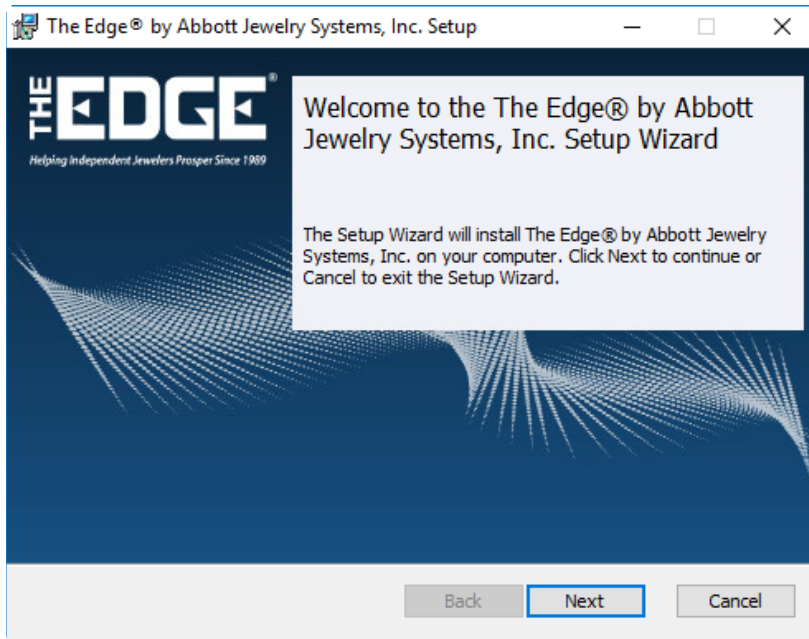 The Edge® by Abbott Jewelry Systems, Inc. Setup
THE EDGE®
Helping Independent Jewelers Prosper Since 1989
Welcome to the The Edge® by Abbott
Jewelry Systems, Inc. Setup Wizard
The Setup Wizard will install The Edge® by Abbott Jewelry
Systems, Inc. on your computer. Click Next to continue or
Cancel to exit the Setup Wizard.
Back Next Cancel